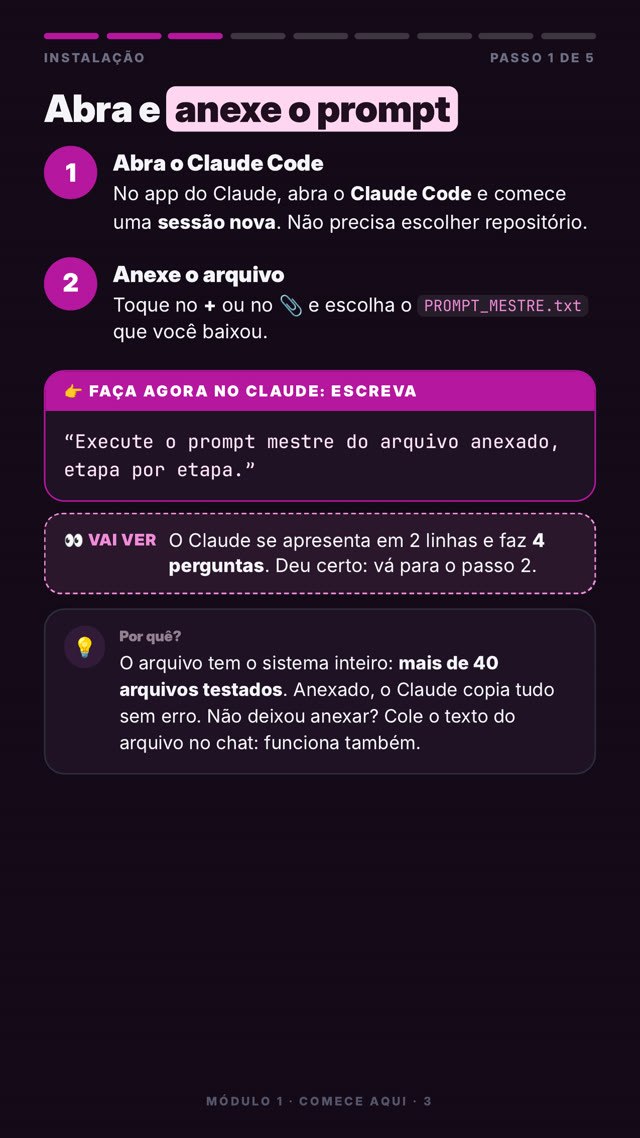 INSTALAÇÃO
PASSO 1 DE 5
Abra e anexe o prompt
1
Abra o Claude Code
No app do Claude, abra o Claude Code e comece
uma sessão nova. Não precisa escolher repositório.
2
Anexe o arquivo
Toque no + ou no 📎 e escolha o PROMPT_MESTRE.txt
que você baixou.
👉 FAÇA AGORA NO CLAUDE: ESCREVA
“Execute o prompt mestre do arquivo anexado,
etapa por etapa.”
👀 VAI VER O Claude se apresenta em 2 linhas e faz 4
perguntas. Deu certo: vá para o passo 2.
💡 Por quê?
O arquivo tem o sistema inteiro: mais de 40
arquivos testados. Anexado, o Claude copia tudo
sem erro. Não deixou anexar? Cole o texto do
arquivo no chat: funciona também.
MÓDULO 1 · COMECE AQUI · 3